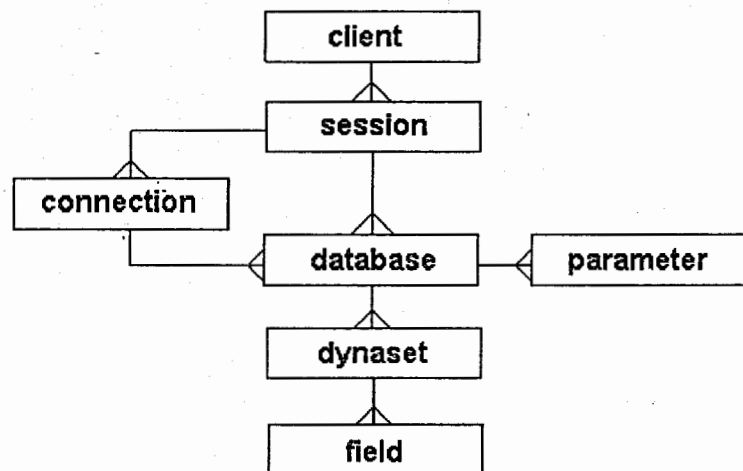 client
session
connection
database
parameter
dynaset
field